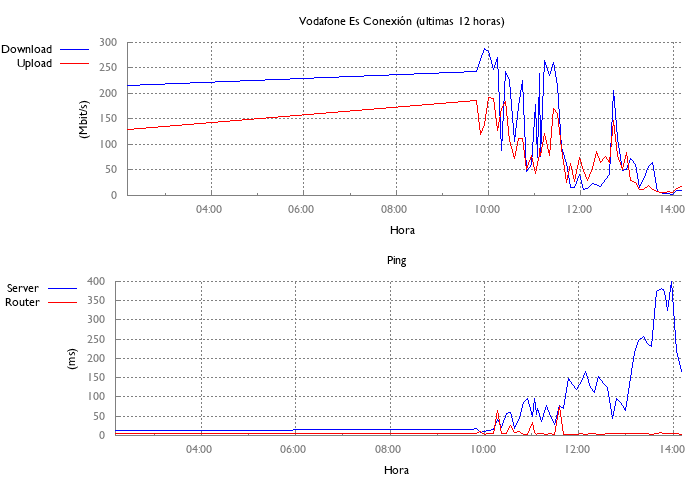 Vodafone Es Conexión (ultimas 12 horas)
Download
Upload
(Mbit/s)
300
250
200
150
100
50
0
04:00 06:00 08:00 10:00 12:00 14:00
Hora
Ping
Server
Router
(ms)
400
350
300
250
200
150
100
50
0
04:00 06:00 08:00 10:00 12:00 14:00
Hora